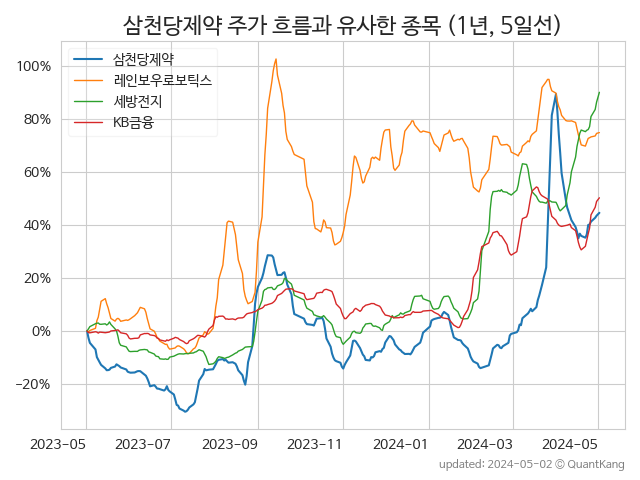 삼천당제약 주가 흐름과 유사한 종목 (1년, 5일선)
삼천당제약
레인보우로보틱스
세방전지
KB금융
100%
80%
60%
40%
20%
0%
−20%
2023-05 2023-07 2023-09 2023-11 2024-01 2024-03 2024-05
updated: 2024-05-02 © QuantKang